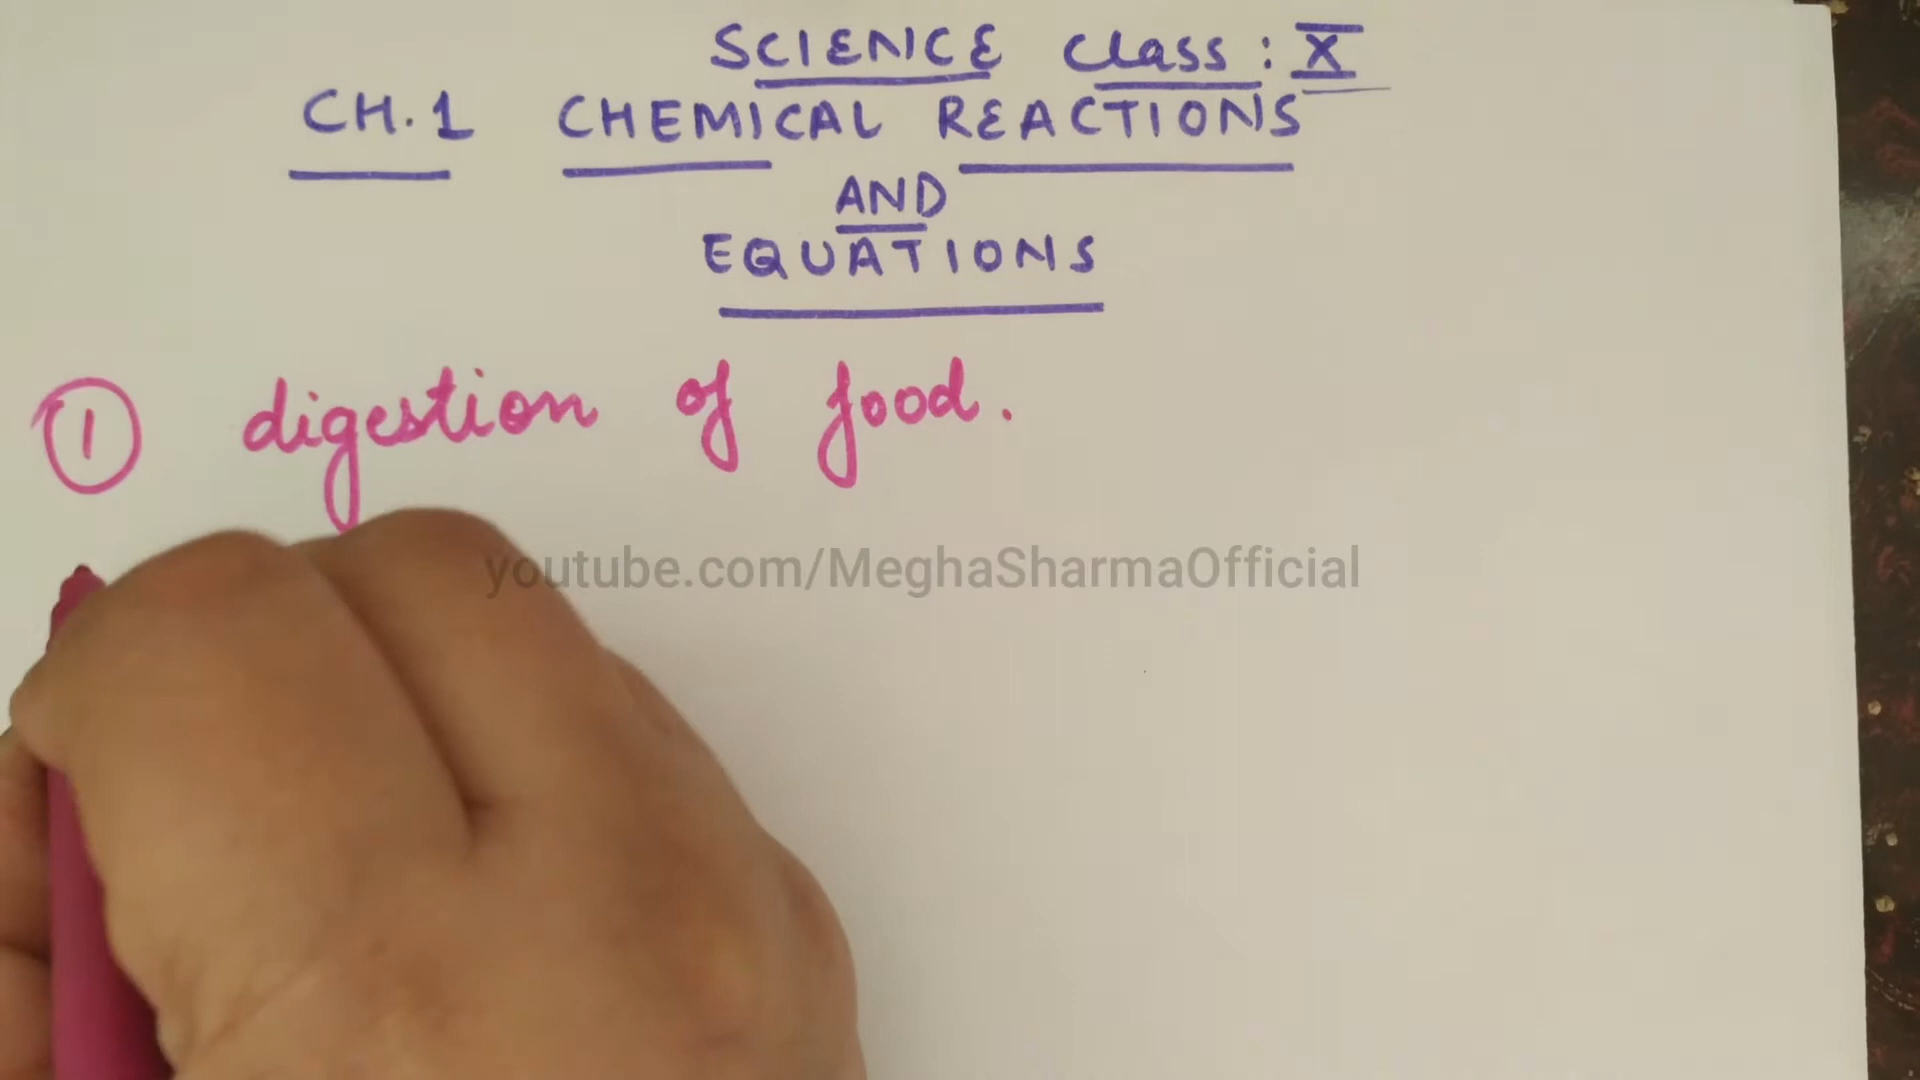 SCIENCE Class : X
CH.1 CHEMICAL REACTIONS
AND
EQUATIONS
1 digestion of food.
youtube.com/MeghaSharmaOfficial